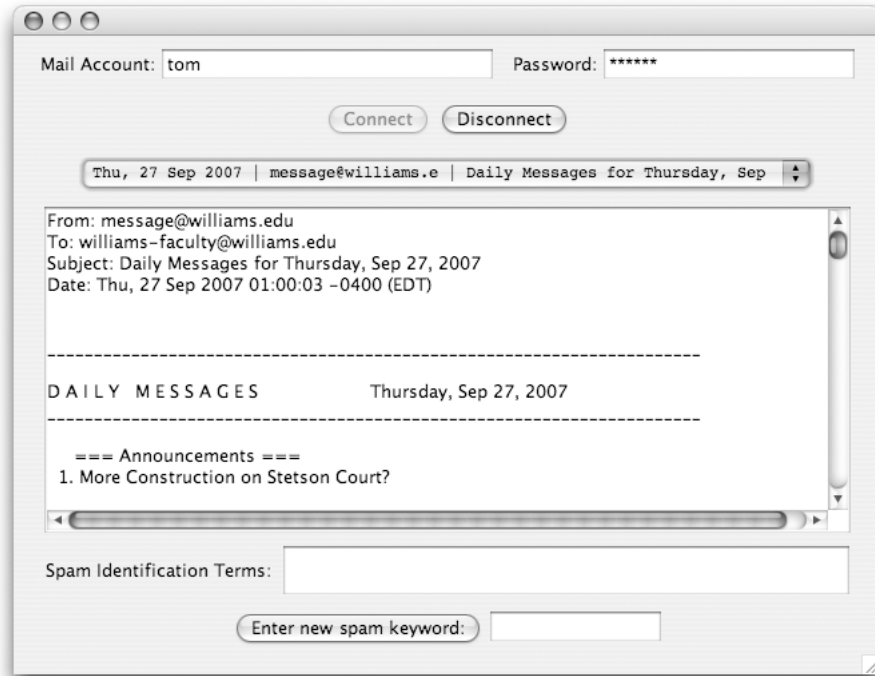 Mail Account: tom Password: ******
Connect Disconnect
Thu, 27 Sep 2007 | message@williams.e | Daily Messages for Thursday, Sep
From: message@williams.edu
To: williams-faculty@williams.edu
Subject: Daily Messages for Thursday, Sep 27, 2007
Date: Thu, 27 Sep 2007 01:00:03 -0400 (EDT)
----------------------------------------------------------------------
D A I L Y   M E S S A G E S Thursday, Sep 27, 2007
----------------------------------------------------------------------
=== Announcements ===
1. More Construction on Stetson Court?
Spam Identification Terms:
Enter new spam keyword: